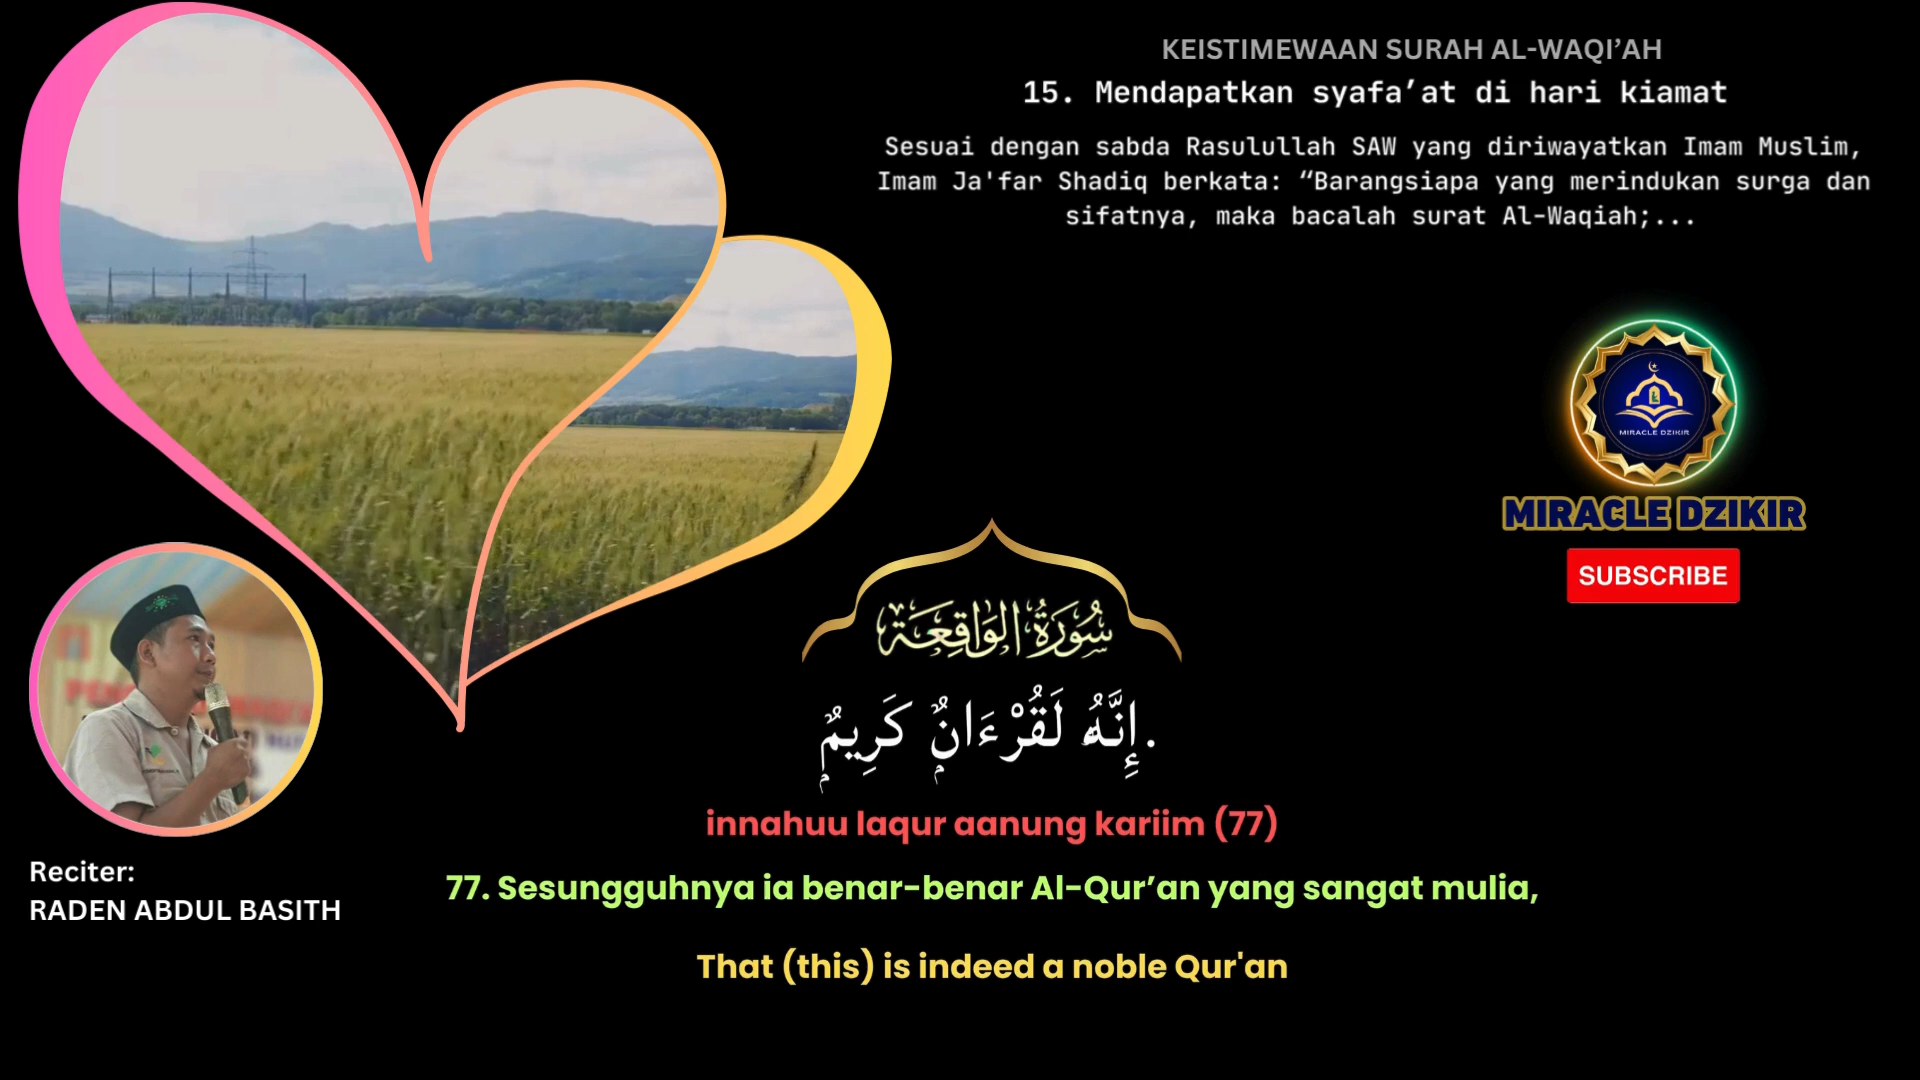 KEISTIMEWAAN SURAH AL-WAQI’AH
15. Mendapatkan syafa’at di hari kiamat
Sesuai dengan sabda Rasulullah SAW yang diriwayatkan Imam Muslim,
Imam Ja'far Shadiq berkata: “Barangsiapa yang merindukan surga dan
sifatnya, maka bacalah surat Al-Waqiah;...
MIRACLE DZIKIR
MIRACLE DZIKIR
SUBSCRIBE
سُورَةُ الوَاقِعَة
إِنَّهُۥ لَقُرْءَانٌ كَرِيمٌ.
innahuu laqur aanung kariim (77)
77. Sesungguhnya ia benar-benar Al-Qur’an yang sangat mulia,
That (this) is indeed a noble Qur'an
Reciter:
RADEN ABDUL BASITH